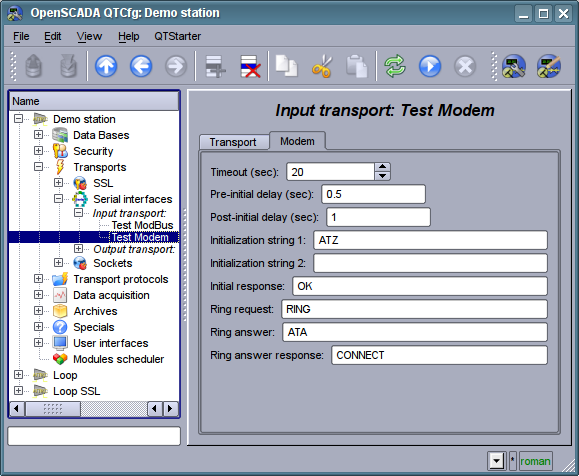 OpenSCADA QTCfg: Demo station
File Edit View Help QTStarter
Name
Demo station
Data Bases
Security
Transports
SSL
Serial interfaces
Input transport:
Test ModBus
Test Modem
Output transport:
Sockets
Transport protocols
Data acquisition
Archives
Specials
User interfaces
Modules scheduler
Loop
Loop SSL
Input transport: Test Modem
Transport Modem
Timeout (sec): 20
Pre-initial delay (sec): 0.5
Post-initial delay (sec): 1
Initialization string 1: ATZ
Initialization string 2:
Initial response: OK
Ring request: RING
Ring answer: ATA
Ring answer response: CONNECT
* roman